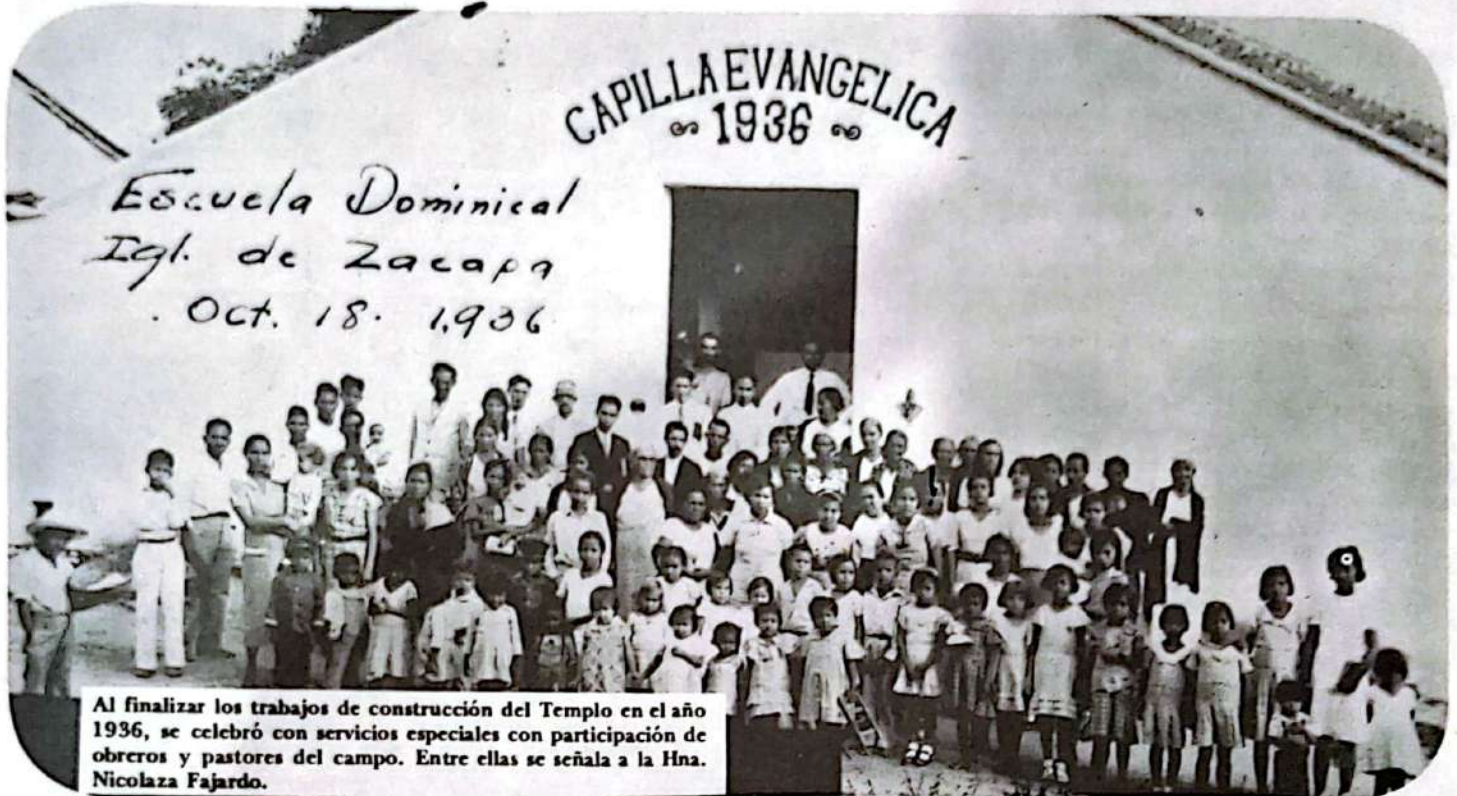 CAPILLA EVANGELICA
1936
Escuela Dominical
Igl. de Zacapa
. Oct. 18. 1,936
Al finalizar los trabajos de construcción del Templo en el año
1936, se celebró con servicios especiales con participación de
obreros y pastores del campo. Entre ellas se señala a la Hna.
Nicolaza Fajardo.